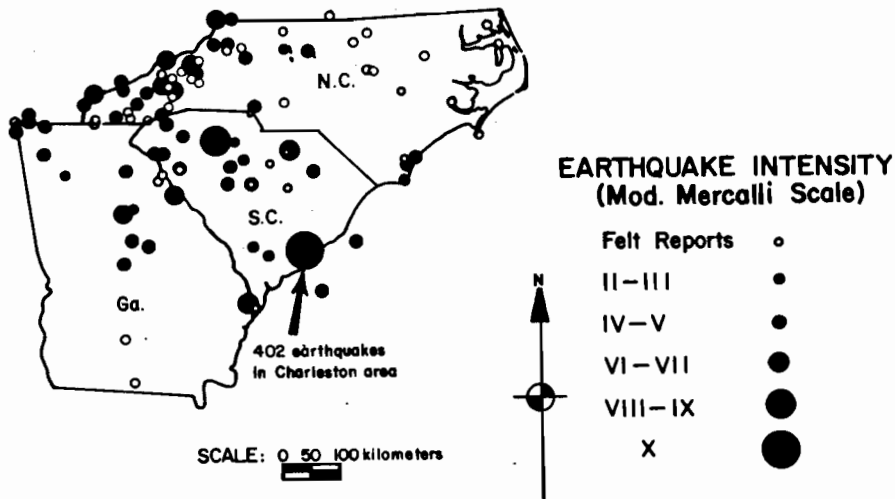 N.C.
S.C.
Ga.
402 earthquakes
in Charleston area
SCALE: 0 50 100 kilometers
N
EARTHQUAKE INTENSITY
(Mod. Mercalli Scale)
Felt Reports
II–III
IV–V
VI–VII
VIII–IX
X